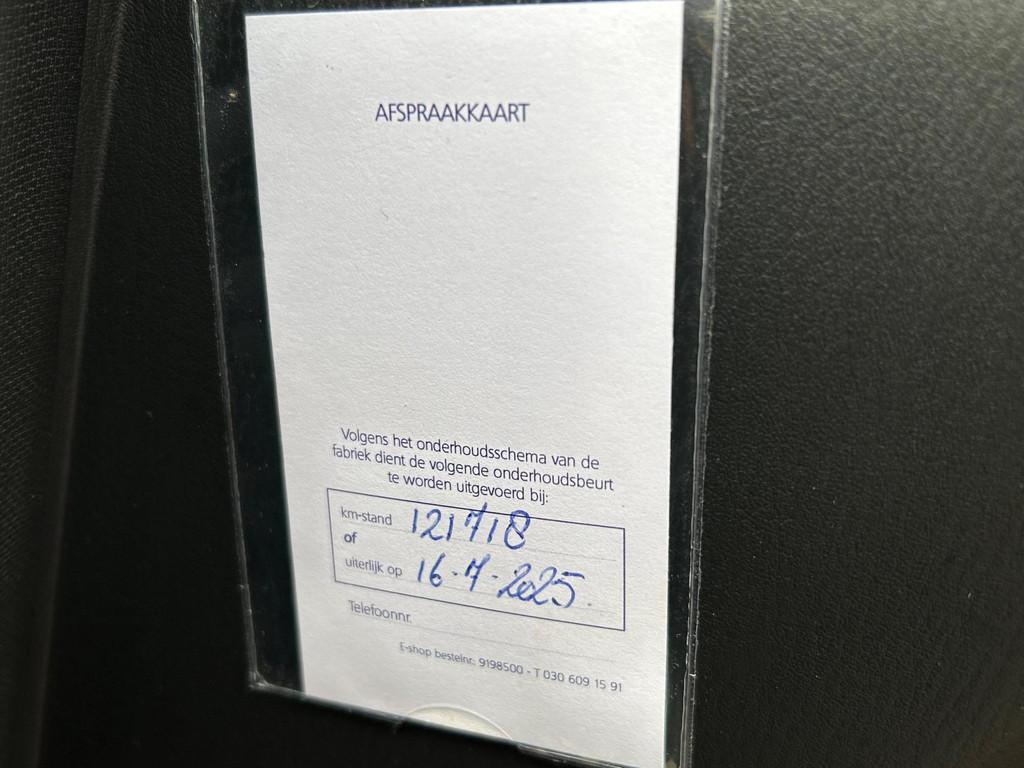 AFSPRAAKKAART
Volgens het onderhoudsschema van de
fabriek dient de volgende onderhoudsbeurt
te worden uitgevoerd bij:
km-stand 121718
of
uiterlijk op 16-7-2025.
Telefoonnr.
E-shop bestelnr.: 9198500 - T 030 609 15 91